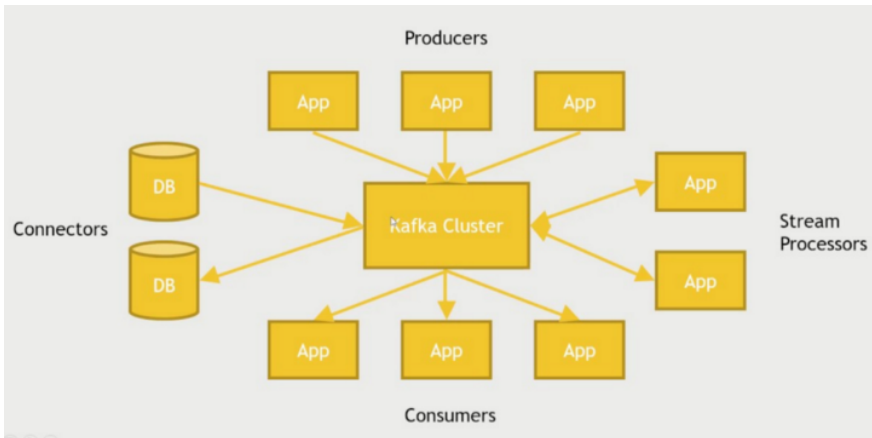 Producers
App
App
App
DB
App
Connectors
Kafka Cluster
Stream
Processors
DB
App
App
App
App
Consumers